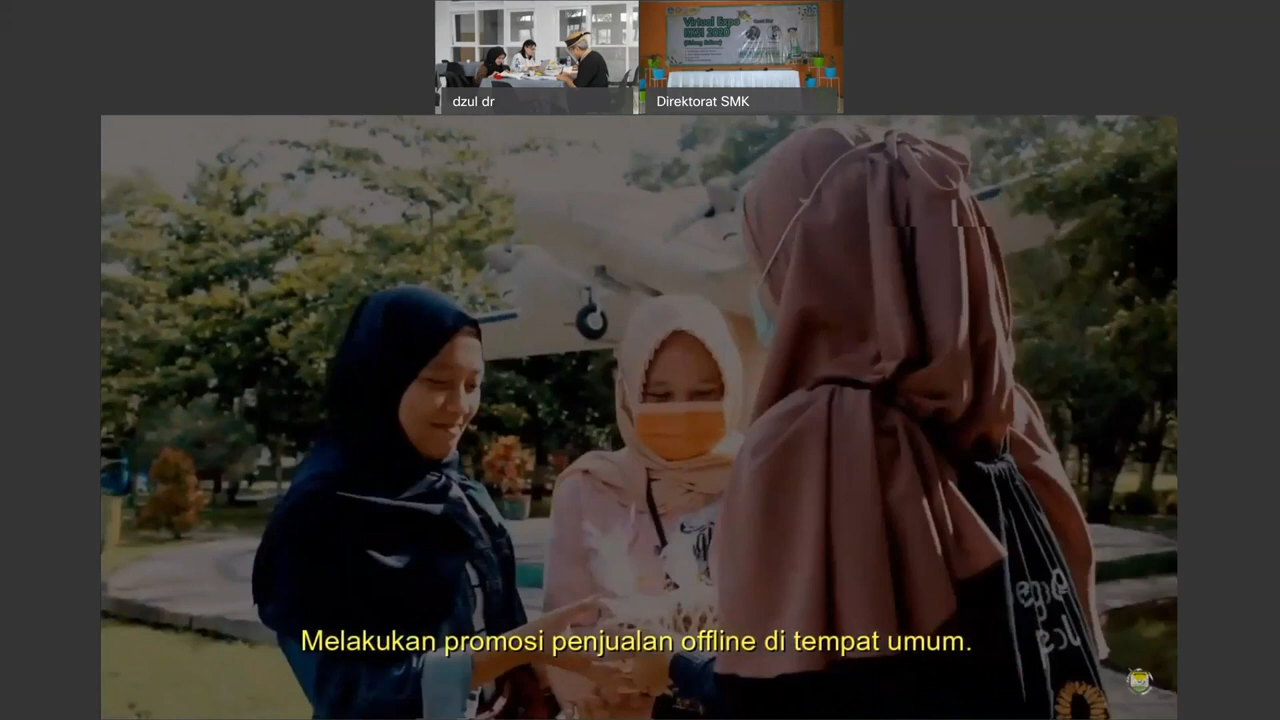 Virtual Expo
dzul dr
Direktorat SMK
Melakukan promosi penjualan offline di tempat umum.